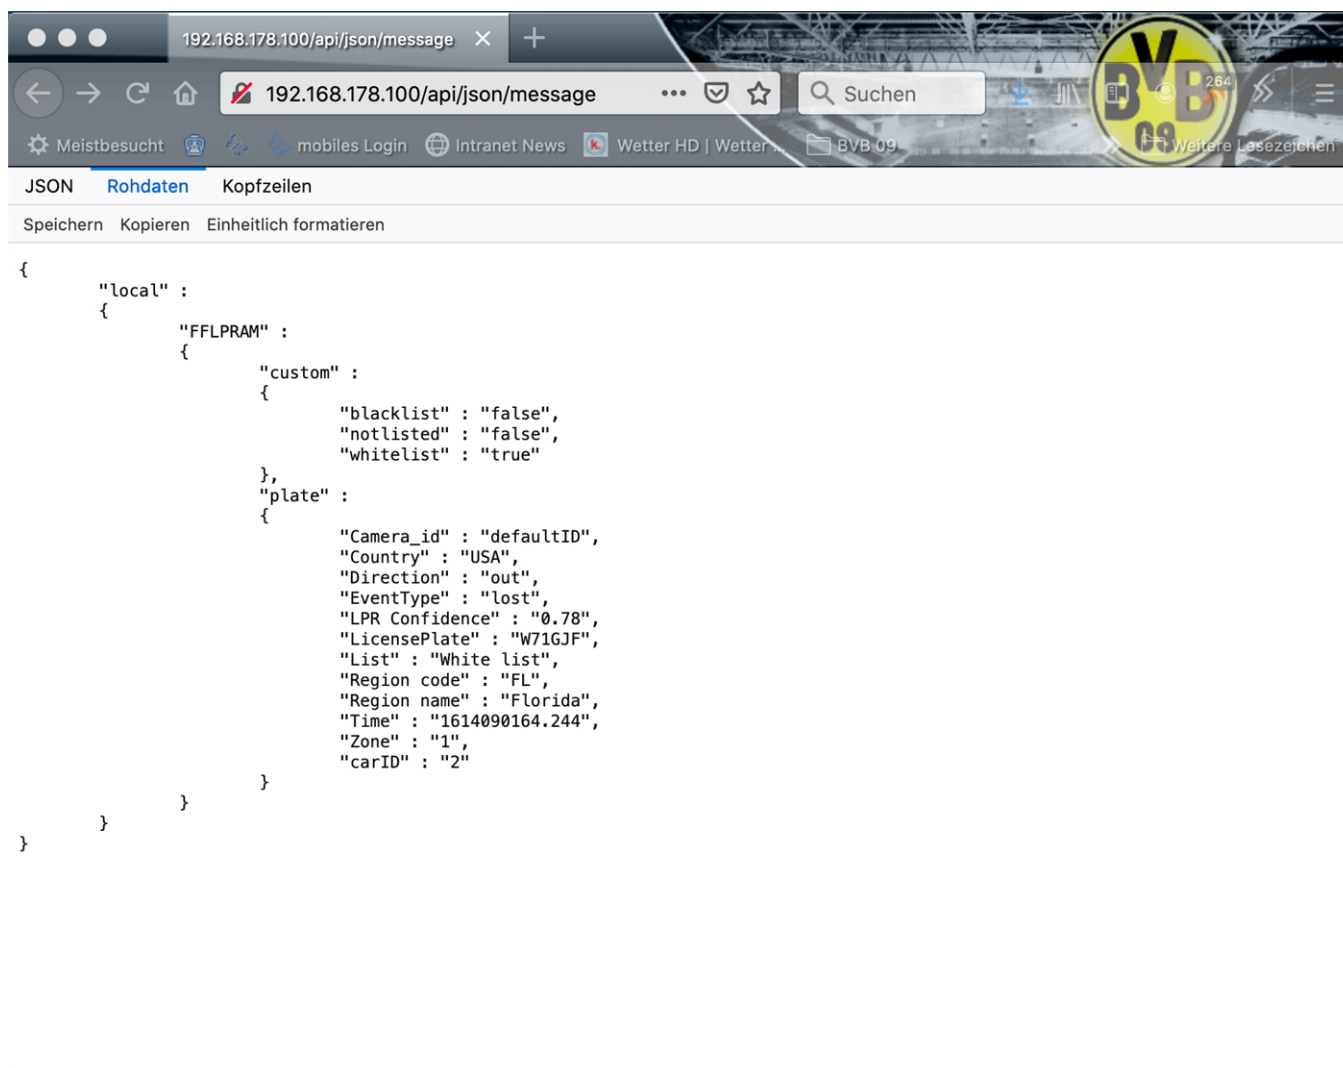 192.168.178.100/api/json/message
192.168.178.100/api/json/message
Suchen
264
BVB
09
Meistbesucht
mobiles Login
Intranet News
k.
Wetter HD | Wetter ...
BVB 09
Weitere Lesezeichen
JSON Rohdaten Kopfzeilen
Speichern Kopieren Einheitlich formatieren
{
"local" :
{
"FFLPRAM" :
{
"custom" :
{
"blacklist" : "false",
"notlisted" : "false",
"whitelist" : "true"
},
"plate" :
{
"Camera_id" : "defaultID",
"Country" : "USA",
"Direction" : "out",
"EventType" : "lost",
"LPR Confidence" : "0.78",
"LicensePlate" : "W71GJF",
"List" : "White list",
"Region code" : "FL",
"Region name" : "Florida",
"Time" : "1614090164.244",
"Zone" : "1",
"carID" : "2"
}
}
}
}